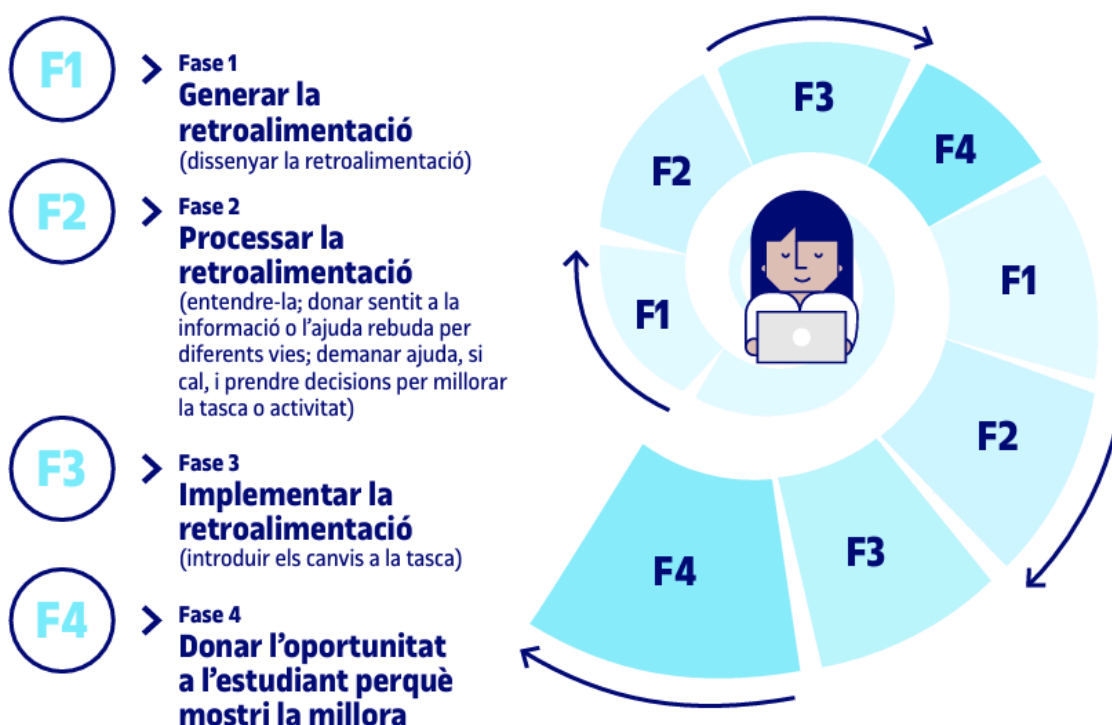 F1
Fase 1
Generar la
retroalimentació
(dissenyar la retroalimentació)
F2
Fase 2
Processar la
retroalimentació
(entendre-la; donar sentit a la
informació o l’ajuda rebuda per
diferents vies; demanar ajuda, si
cal, i prendre decisions per millorar
la tasca o activitat)
F3
Fase 3
Implementar la
retroalimentació
(introduir els canvis a la tasca)
F4
Fase 4
Donar l’oportunitat
a l’estudiant perquè
mostri la millora
F1
F2
F3
F4
F1
F2
F3
F4